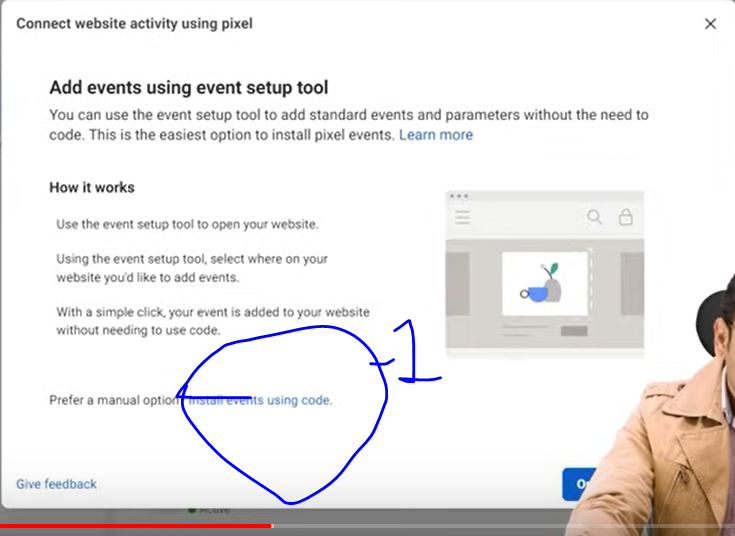 Connect website activity using pixel
Add events using event setup tool
You can use the event setup tool to add standard events and parameters without the need to
code. This is the easiest option to install pixel events. Learn more
How it works
Use the event setup tool to open your website.
Using the event setup tool, select where on your
website you'd like to add events.
With a simple click, your event is added to your website
without needing to use code.
-1
Prefer a manual option Install events using code.
Give feedback
Active